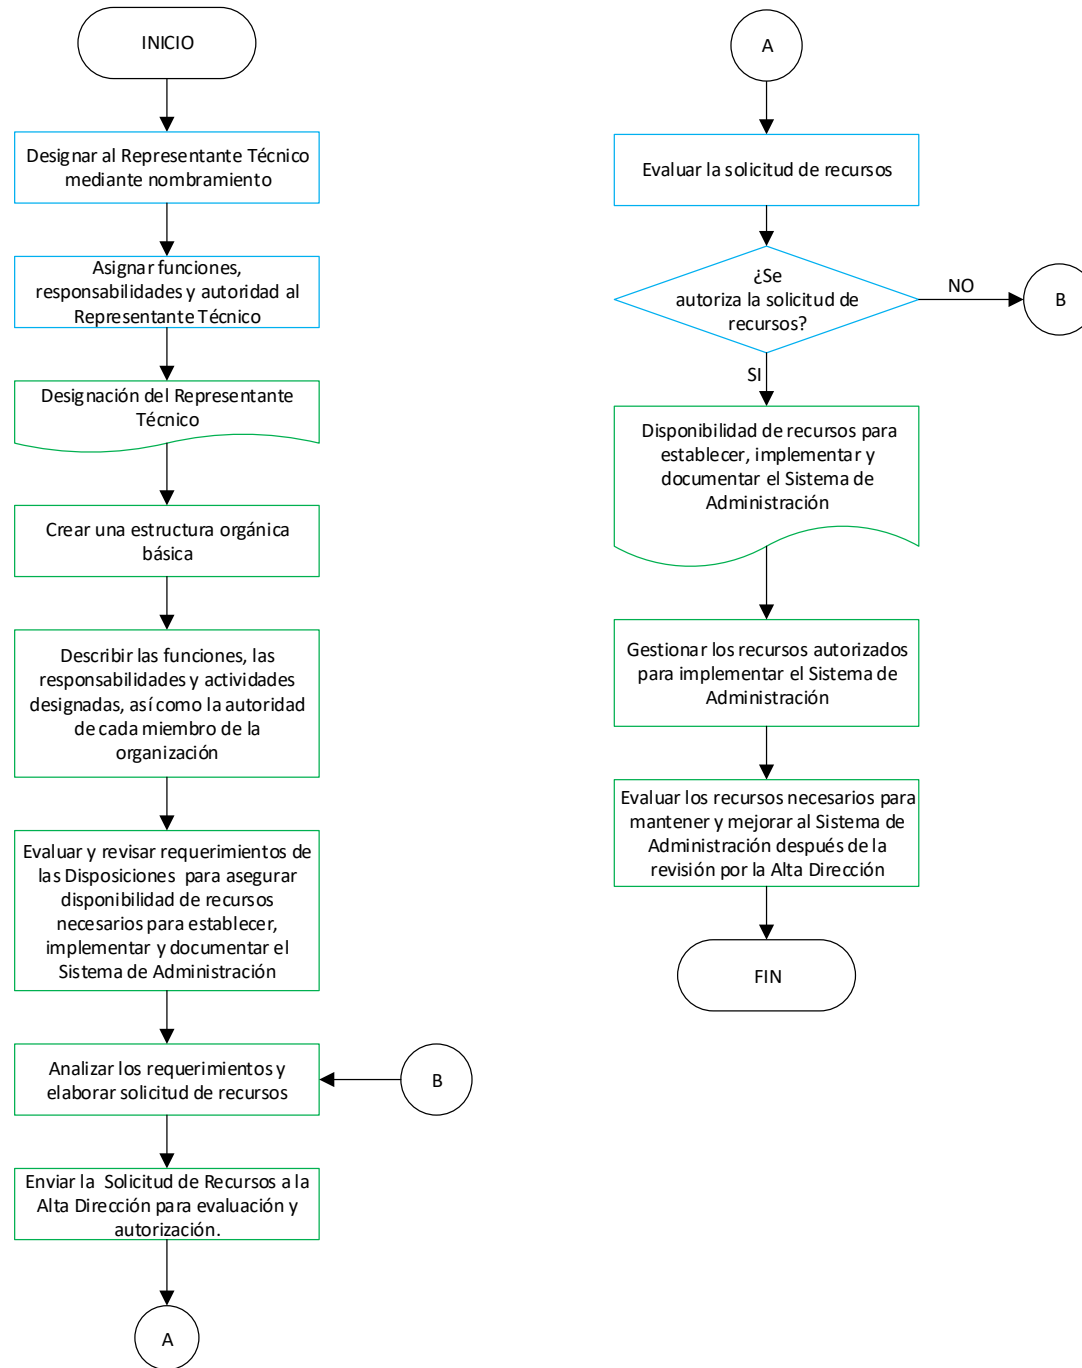 INICIO
Designar al Representante Técnico
mediante nombramiento
Asignar funciones,
responsabilidades y autoridad al
Representante Técnico
Designación del Representante
Técnico
Crear una estructura orgánica
básica
Describir las funciones, las
responsabilidades y actividades
designadas, así como la autoridad
de cada miembro de la
organización
Evaluar y revisar requerimientos de
las Disposiciones para asegurar
disponibilidad de recursos
necesarios para establecer,
implementar y documentar el
Sistema de Administración
Analizar los requerimientos y
elaborar solicitud de recursos
B
Enviar la Solicitud de Recursos a la
Alta Dirección para evaluación y
autorización.
A
A
Evaluar la solicitud de recursos
¿Se
autoriza la solicitud de
recursos?
NO
B
SI
Disponibilidad de recursos para
establecer, implementar y
documentar el Sistema de
Administración
Gestionar los recursos autorizados
para implementar el Sistema de
Administración
Evaluar los recursos necesarios para
mantener y mejorar al Sistema de
Administración después de la
revisión por la Alta Dirección
FIN